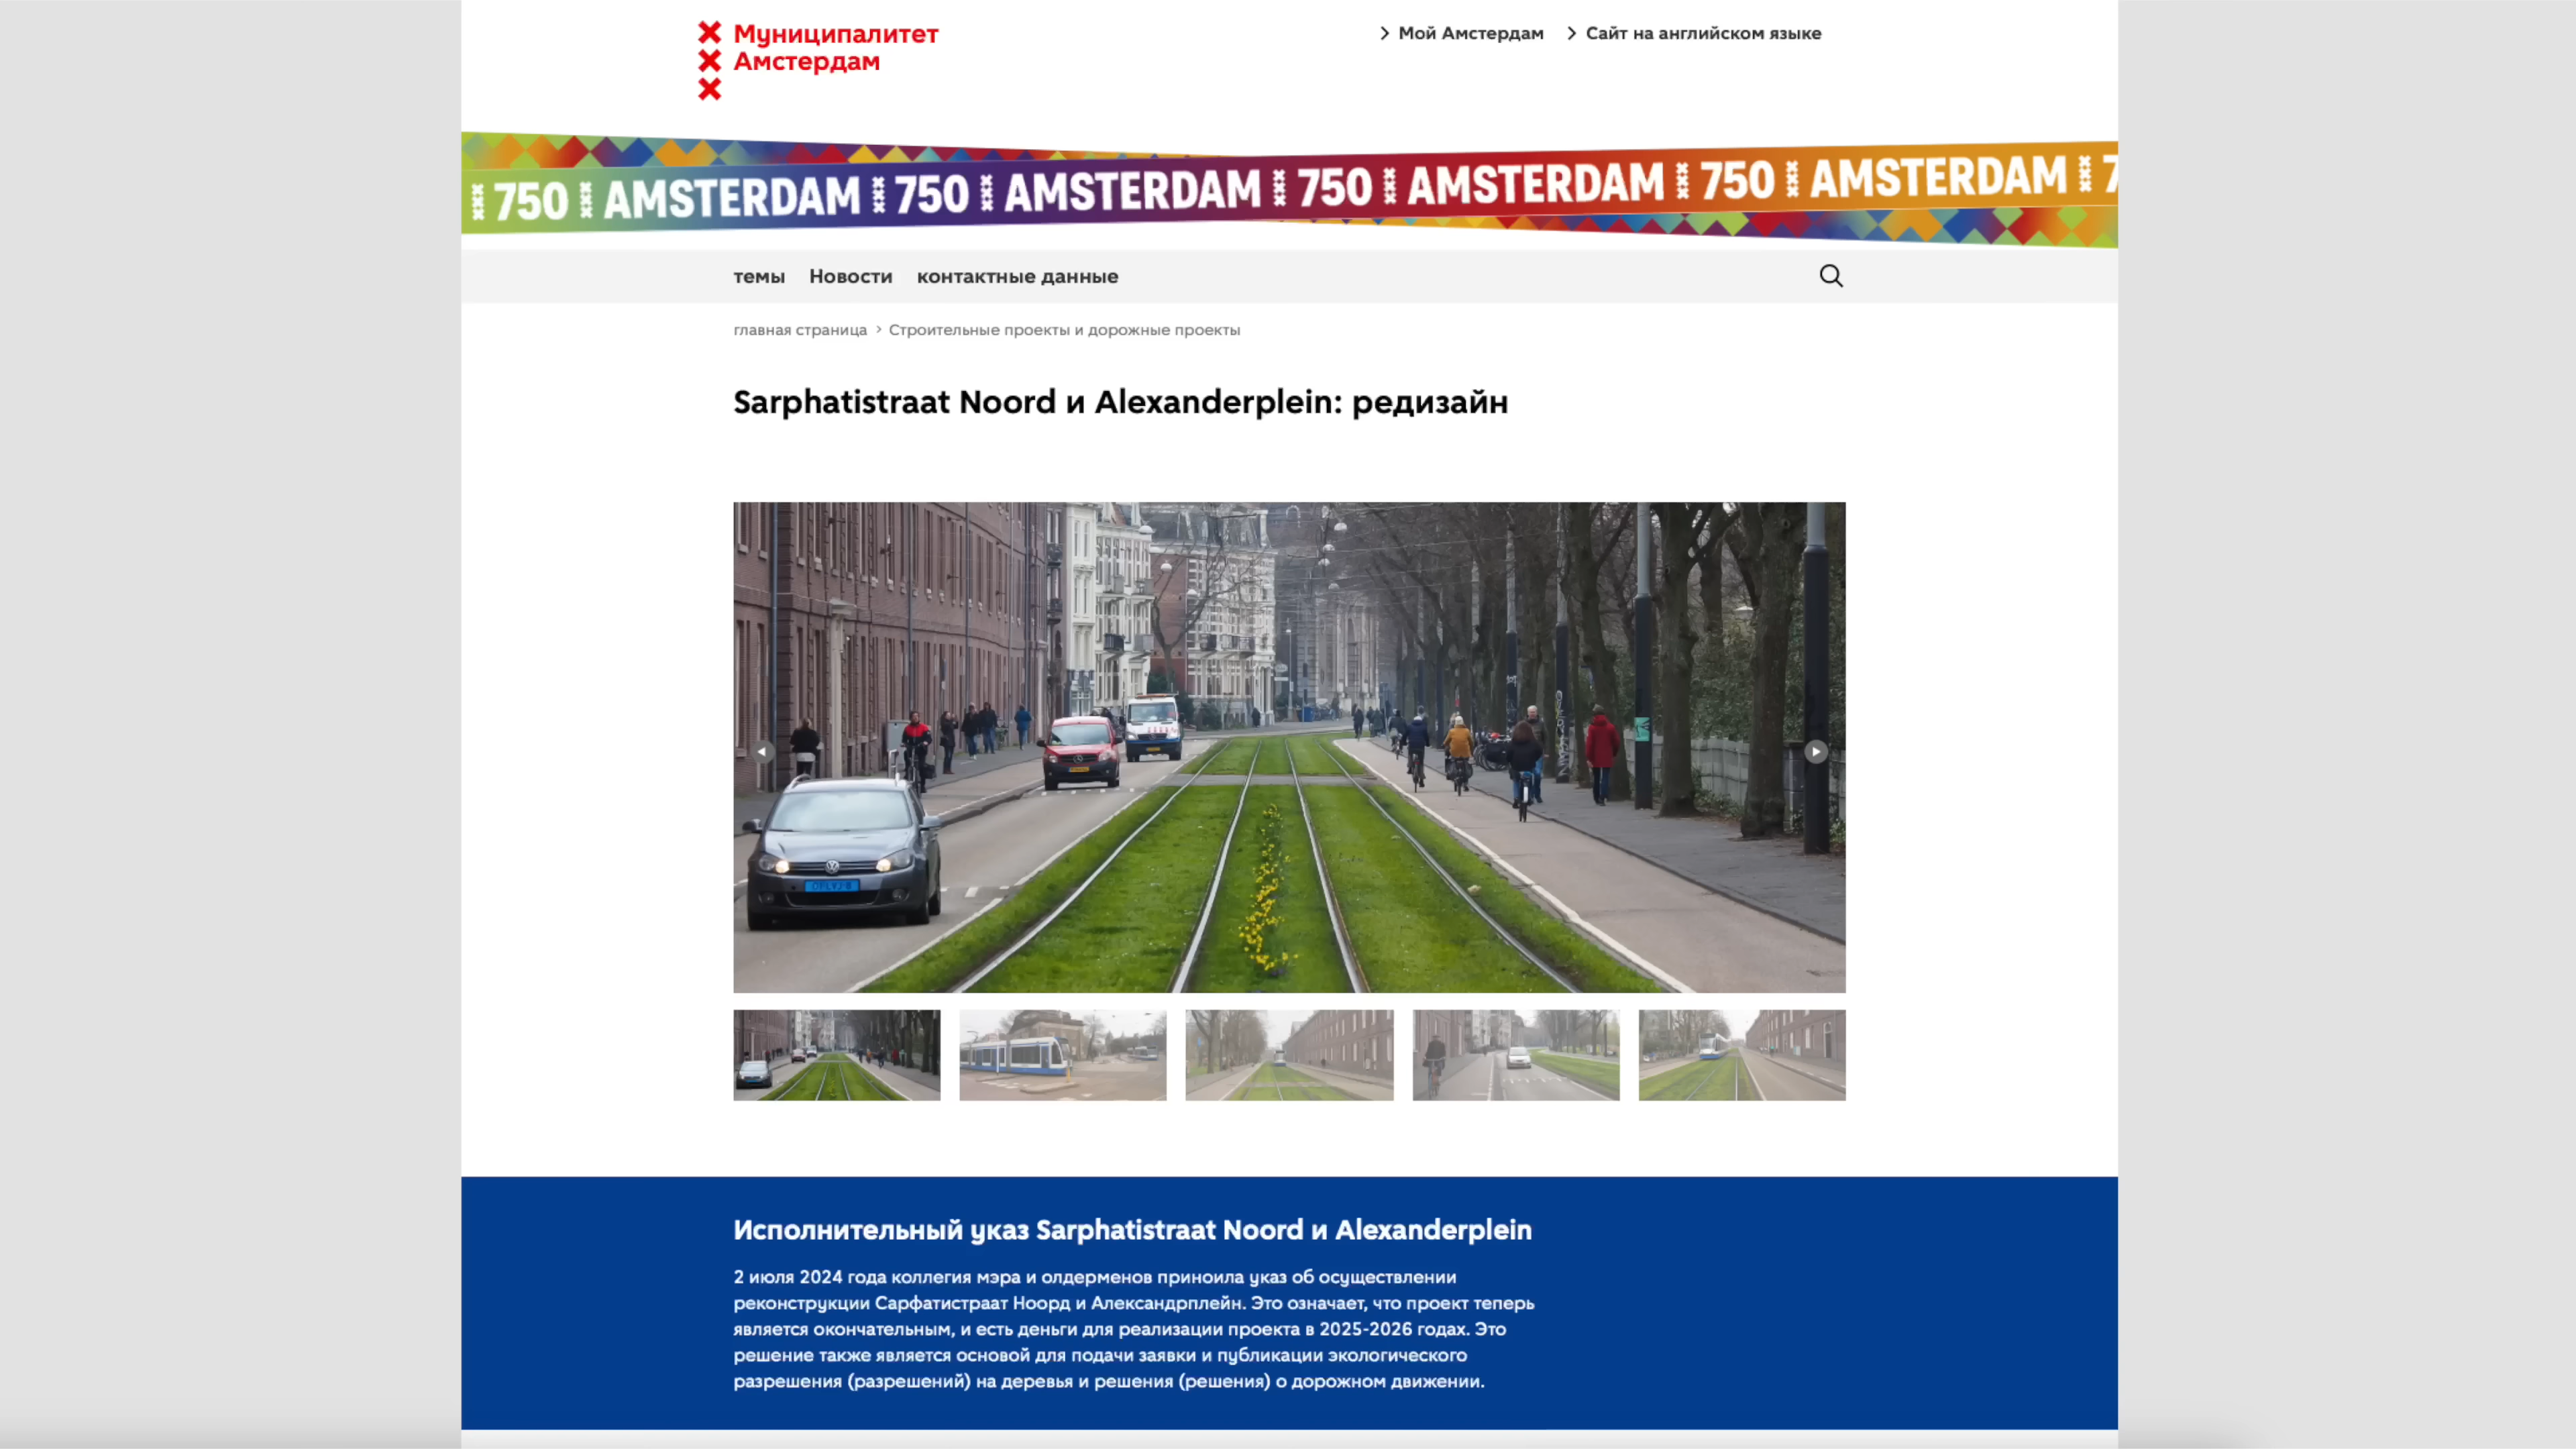 Муниципалитет
Амстердам
Мой Амстердам
Сайт на английском языке
750 AMSTERDAM 750 AMSTERDAM 750 AMSTERDAM 750 AMSTERDAM 7
темы Новости контактные данные
главная страница > Строительные проекты и дорожные проекты
Sarphatistraat Noord и Alexanderplein: редизайн
Исполнительный указ Sarphatistraat Noord и Alexanderplein
2 июля 2024 года коллегия мэра и олдерменов приноила указ об осуществлении
реконструкции Сарфатистраат Ноорд и Александрплейн. Это означает, что проект теперь
является окончательным, и есть деньги для реализации проекта в 2025-2026 годах. Это
решение также является основой для подачи заявки и публикации экологического
разрешения (разрешений) на деревья и решения (решения) о дорожном движении.